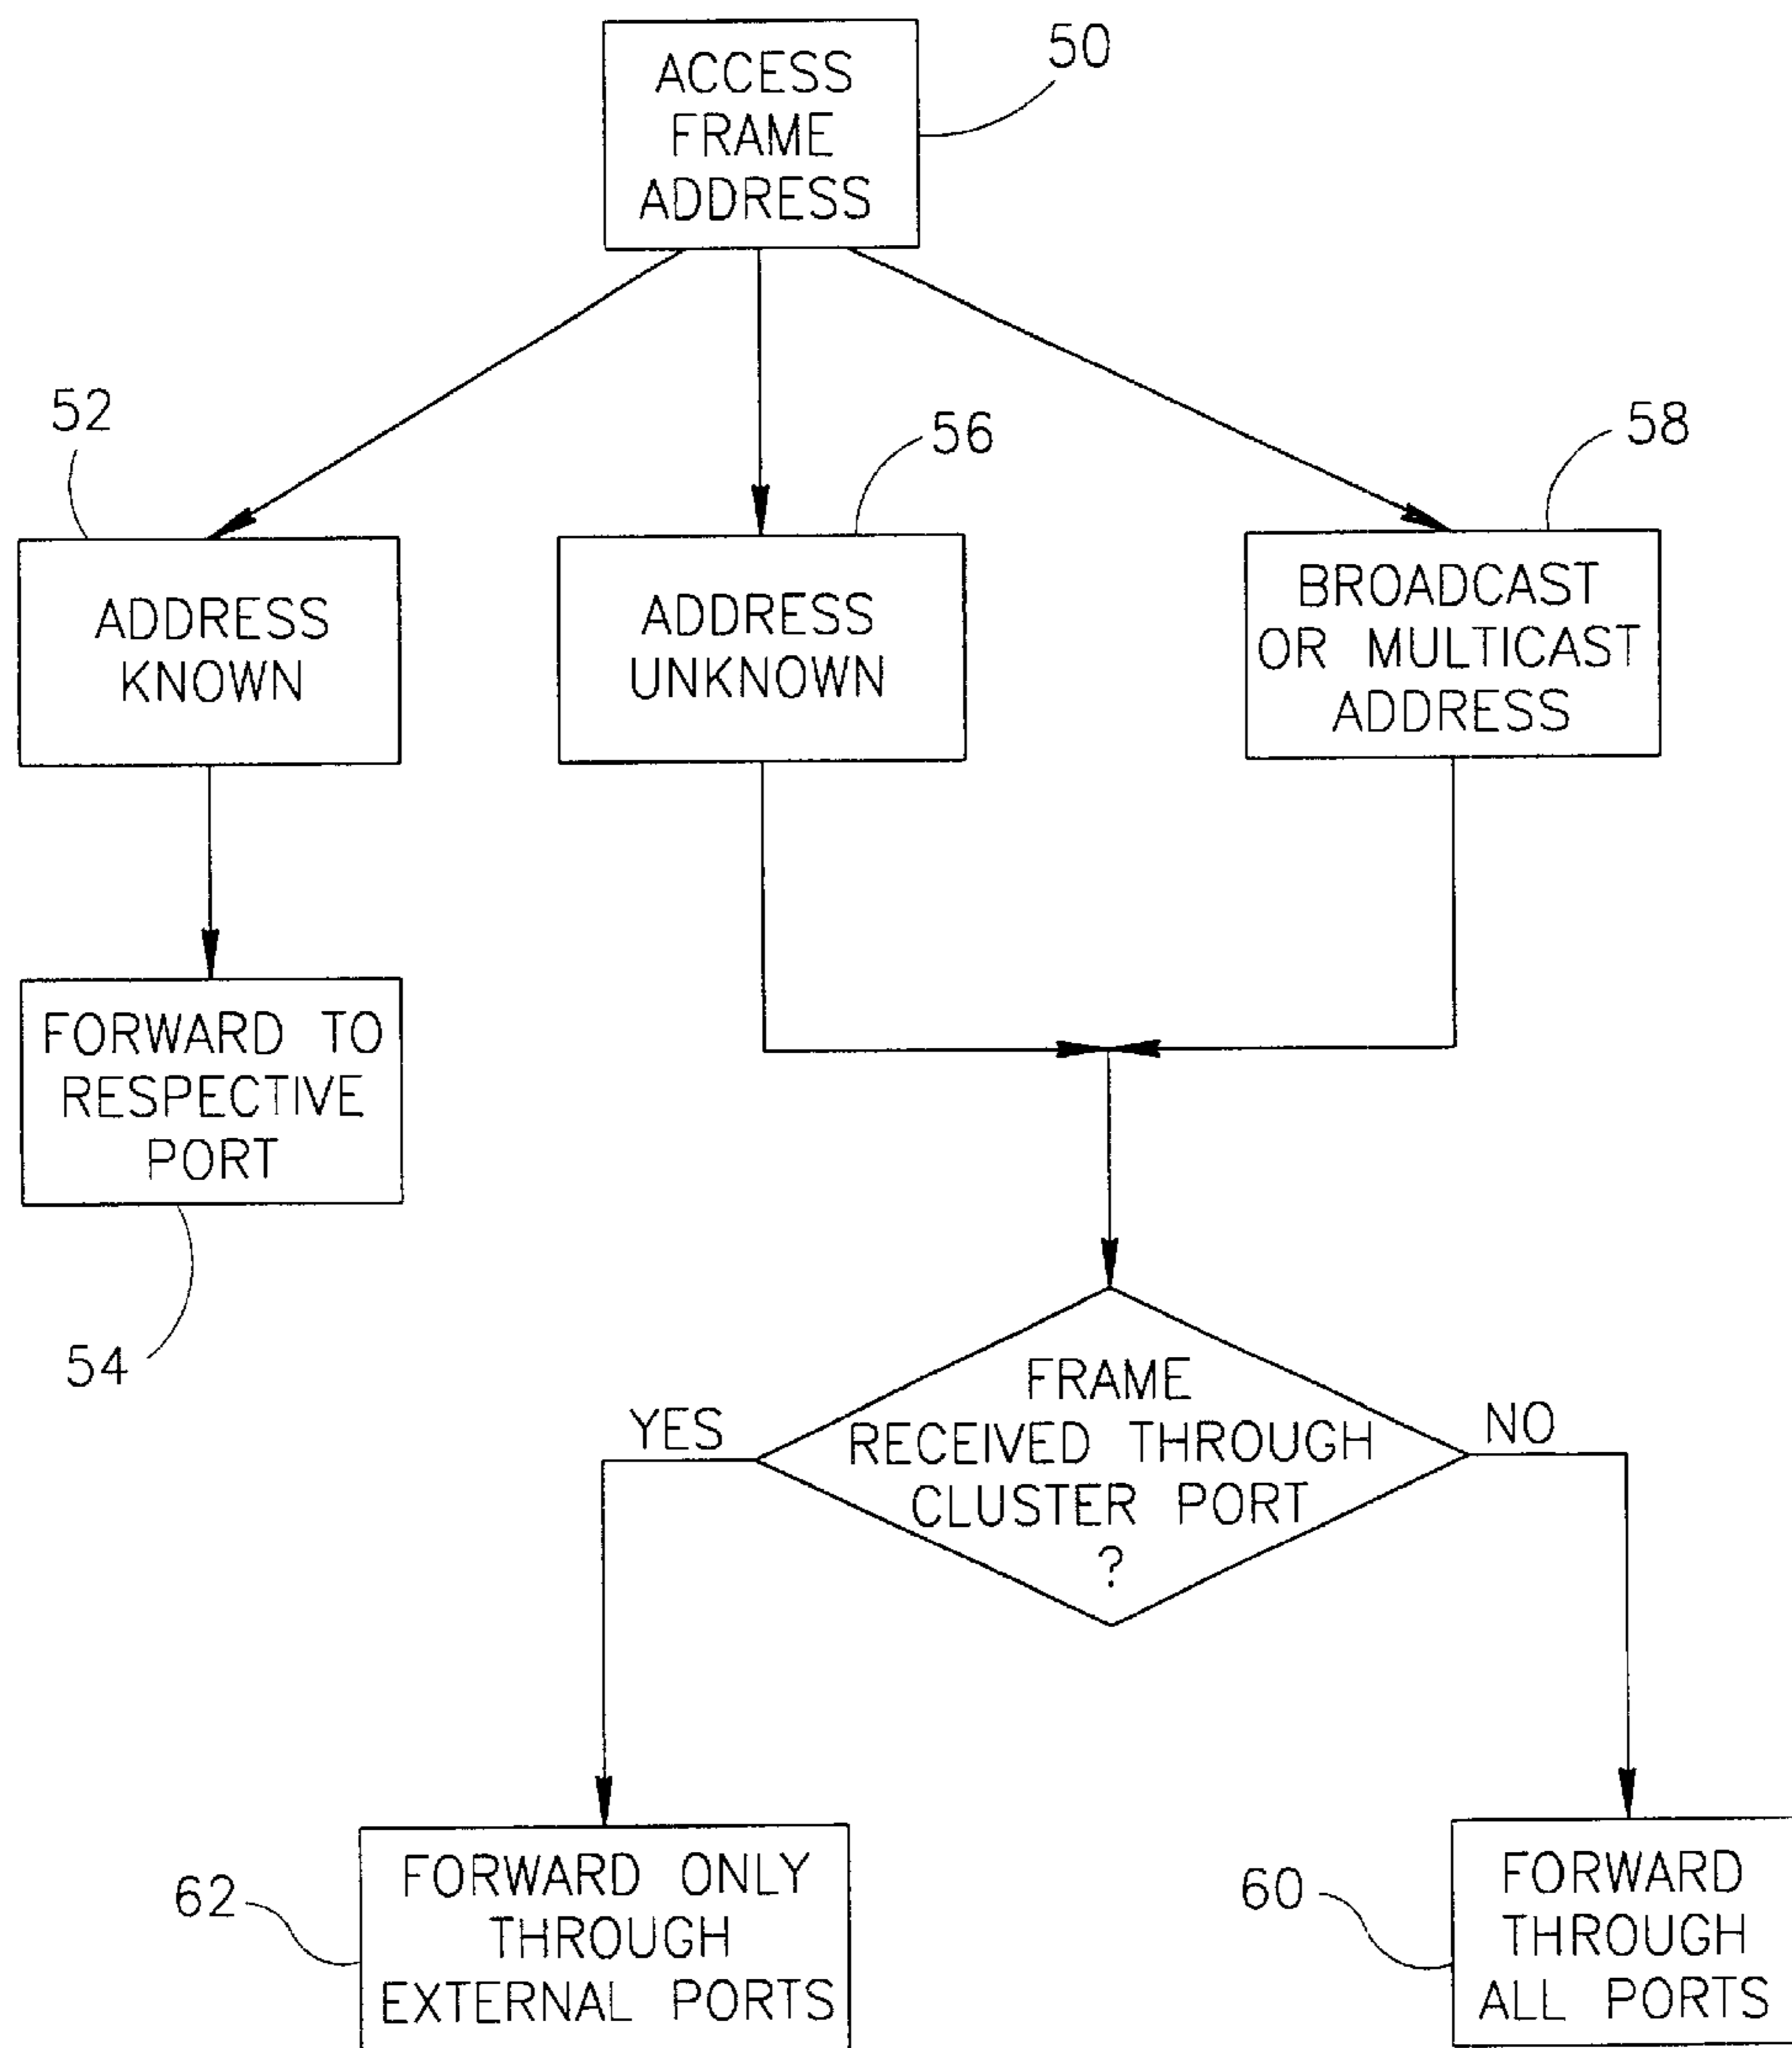 ACCESS
FRAME
ADDRESS
50
52
56
58
ADDRESS
KNOWN
ADDRESS
UNKNOWN
BROADCAST
OR MULTICAST
ADDRESS
FORWARD TO
RESPECTIVE
PORT
54
FRAME
RECEIVED THROUGH
CLUSTER PORT
?
YES
NO
62
FORWARD ONLY
THROUGH
EXTERNAL PORTS
60
FORWARD
THROUGH
ALL PORTS